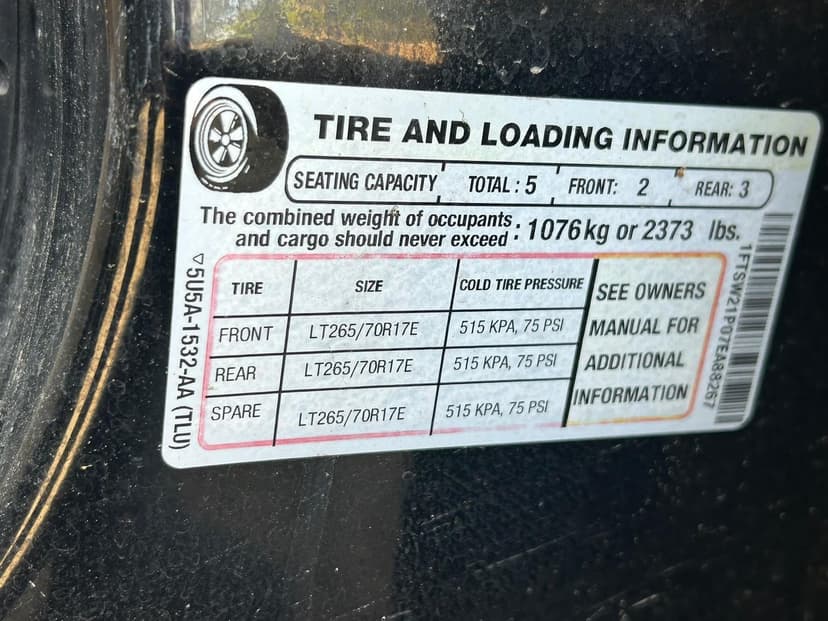 TIRE AND LOADING INFORMATION
SEATING CAPACITY TOTAL : 5 FRONT: 2 REAR: 3
The combined weight of occupants
and cargo should never exceed : 1076kg or 2373 lbs.
TIRE SIZE COLD TIRE PRESSURE
FRONT LT265/70R17E 515 KPA, 75 PSI
REAR LT265/70R17E 515 KPA, 75 PSI
SPARE LT265/70R17E 515 KPA, 75 PSI
SEE OWNERS
MANUAL FOR
ADDITIONAL
INFORMATION
▽5U5A-1532-AA (TLU)
1FTSW21P07EA88267